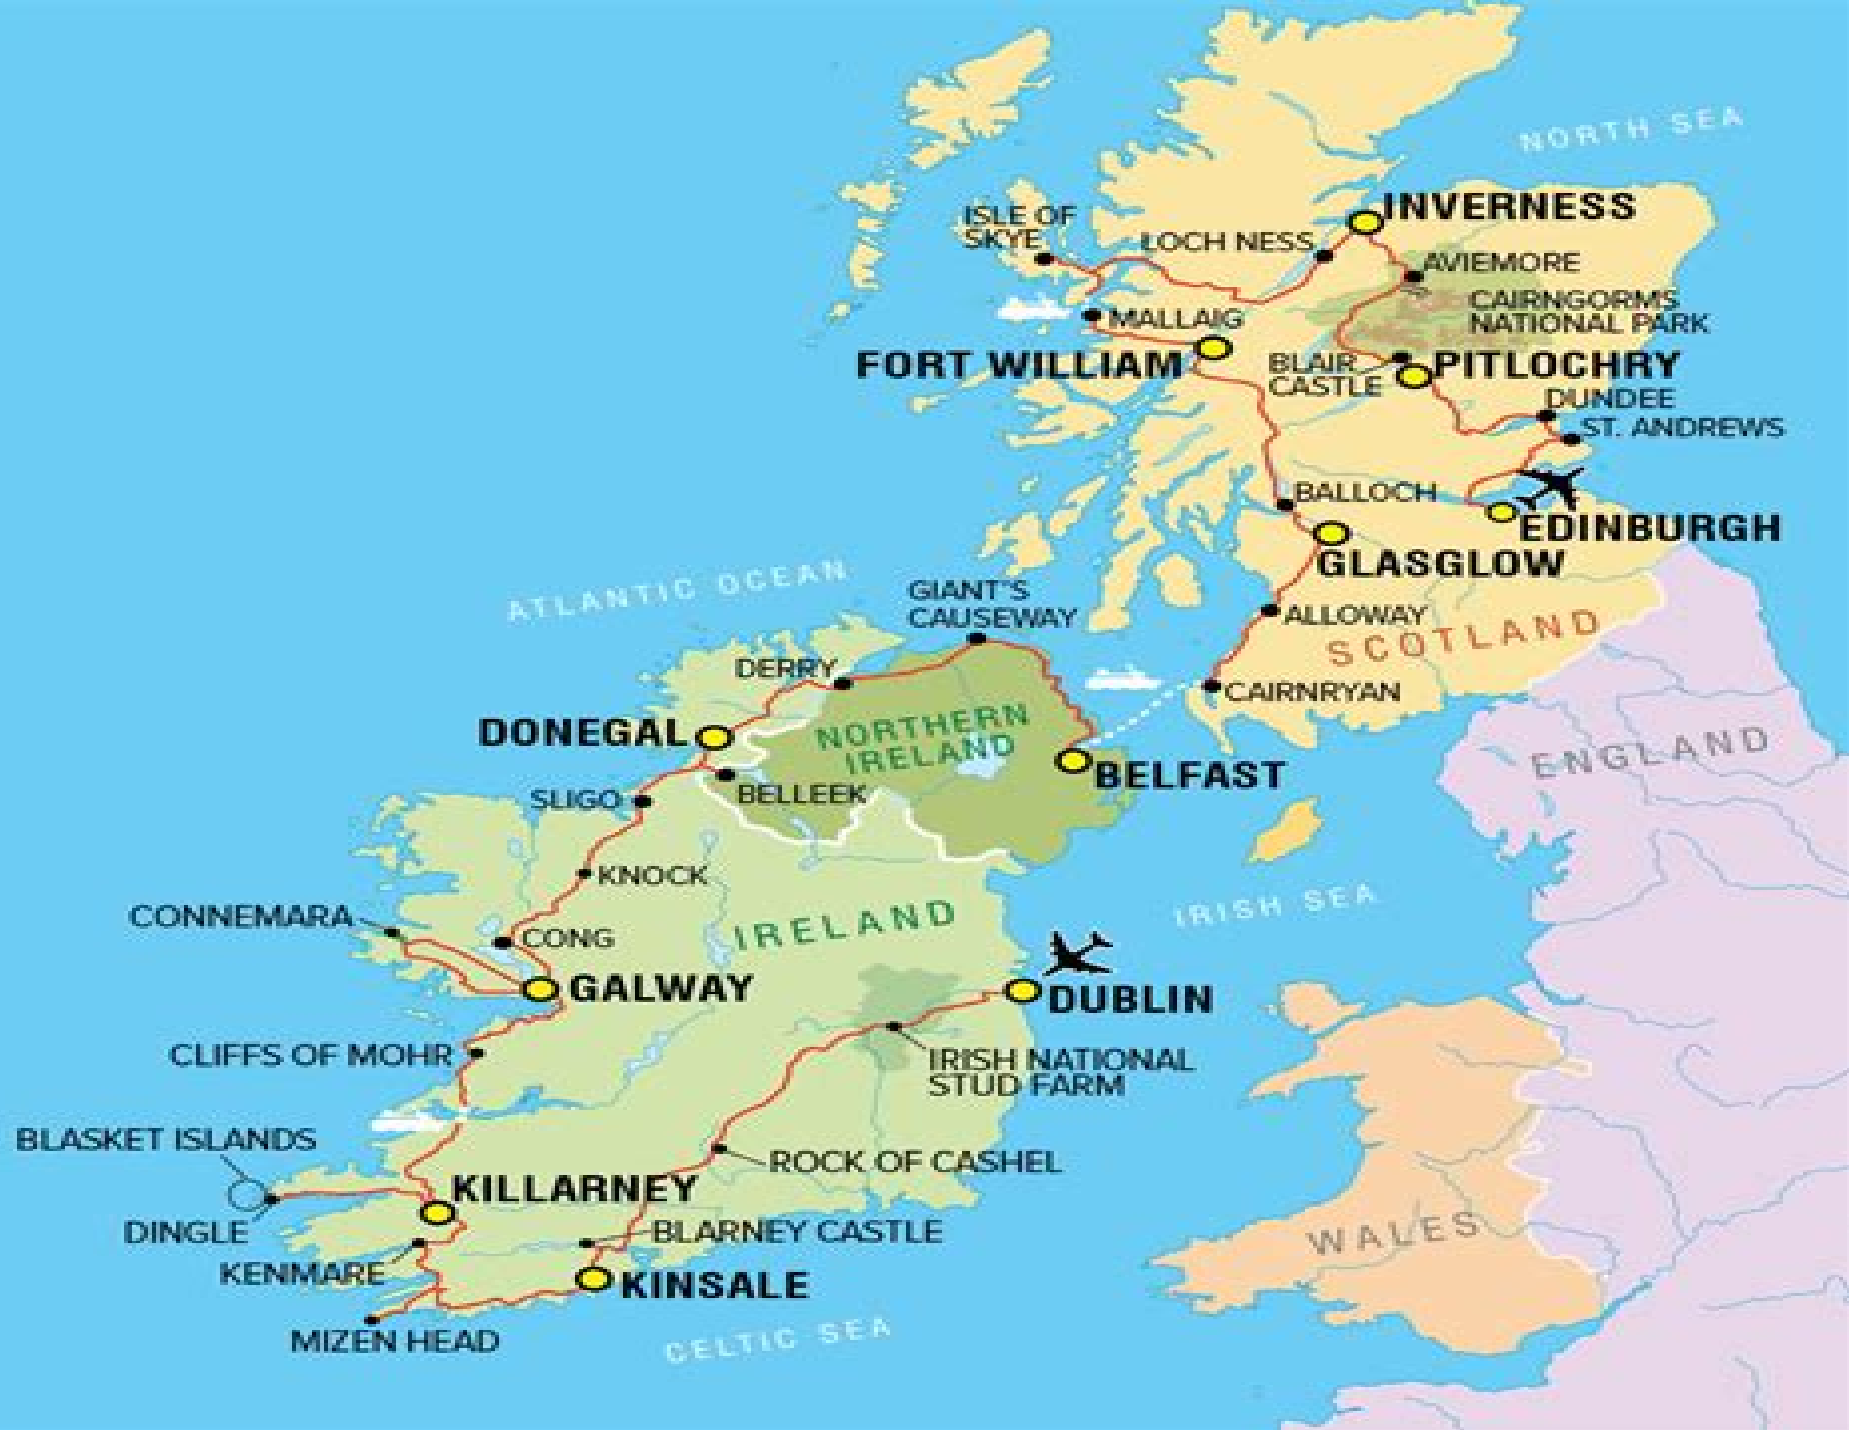 NORTH SEA
INVERNESS
ISLE OF
SKYE
LOCH NESS
AVIEMORE
CAIRNGORMS
NATIONAL PARK
MALLAIG
FORT WILLIAM
BLAIR
CASTLE
PITLOCHRY
DUNDEE
ST. ANDREWS
BALLOCH
EDINBURGH
GLASGLOW
ATLANTIC OCEAN
GIANT'S
CAUSEWAY
ALLOWAY
SCOTLAND
DERRY
CAIRNRYAN
DONEGAL
NORTHERN
IRELAND
ENGLAND
BELFAST
BELLEEK
SLIGO
KNOCK
IRISH SEA
CONNEMARA
CONG
IRELAND
GALWAY
DUBLIN
CLIFFS OF MOHR
IRISH NATIONAL
STUD FARM
BLASKET ISLANDS
ROCK OF CASHEL
KILLARNEY
DINGLE
BLARNEY CASTLE
WALES
KENMARE
KINSALE
MIZEN HEAD
CELTIC SEA